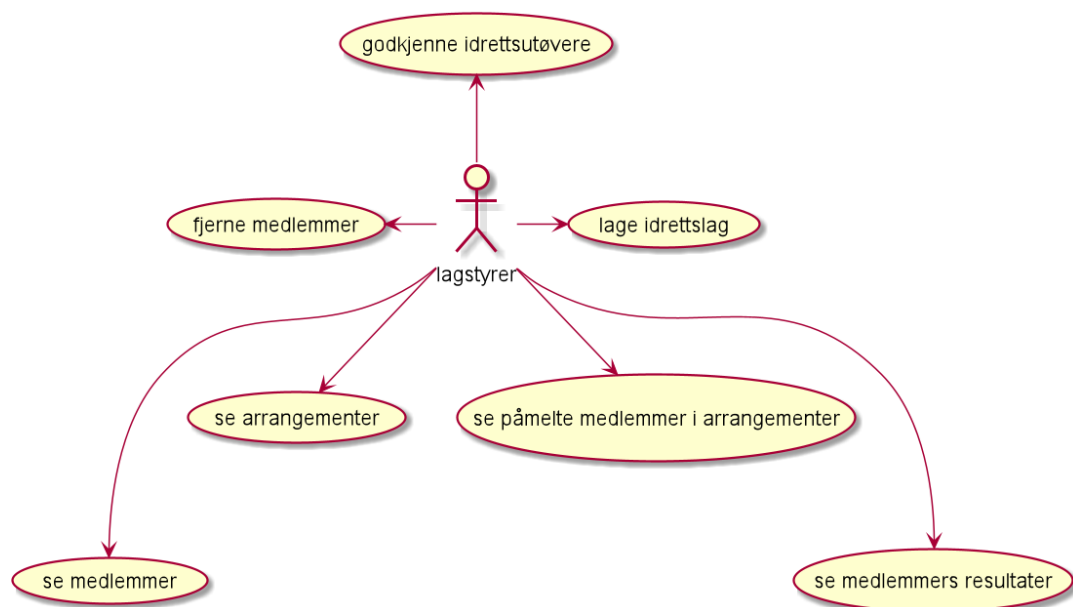 godkjenne idrettsutøvere
fjerne medlemmer
lage idrettslag
lagstyrer
se arrangementer
se påmelte medlemmer i arrangementer
se medlemmer
se medlemmers resultater